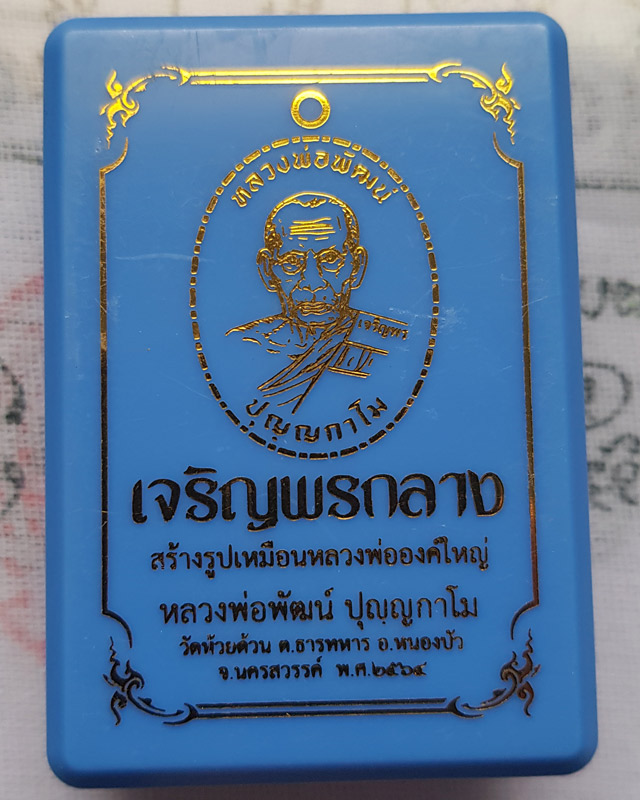 หลวงพ่อพัฒน์
เจริญพร
ปุญญกาโม
เจริญพรกลาง
สร้างรูปเหมือนหลวงพ่อองค์ใหญ่
หลวงพ่อพัฒน์ ปุญฺญกาโม
วัดห้วยด้วน ต.ธารทหาร อ.หนองบัว
จ.นครสวรรค์ พ.ศ.๒๕๖๔